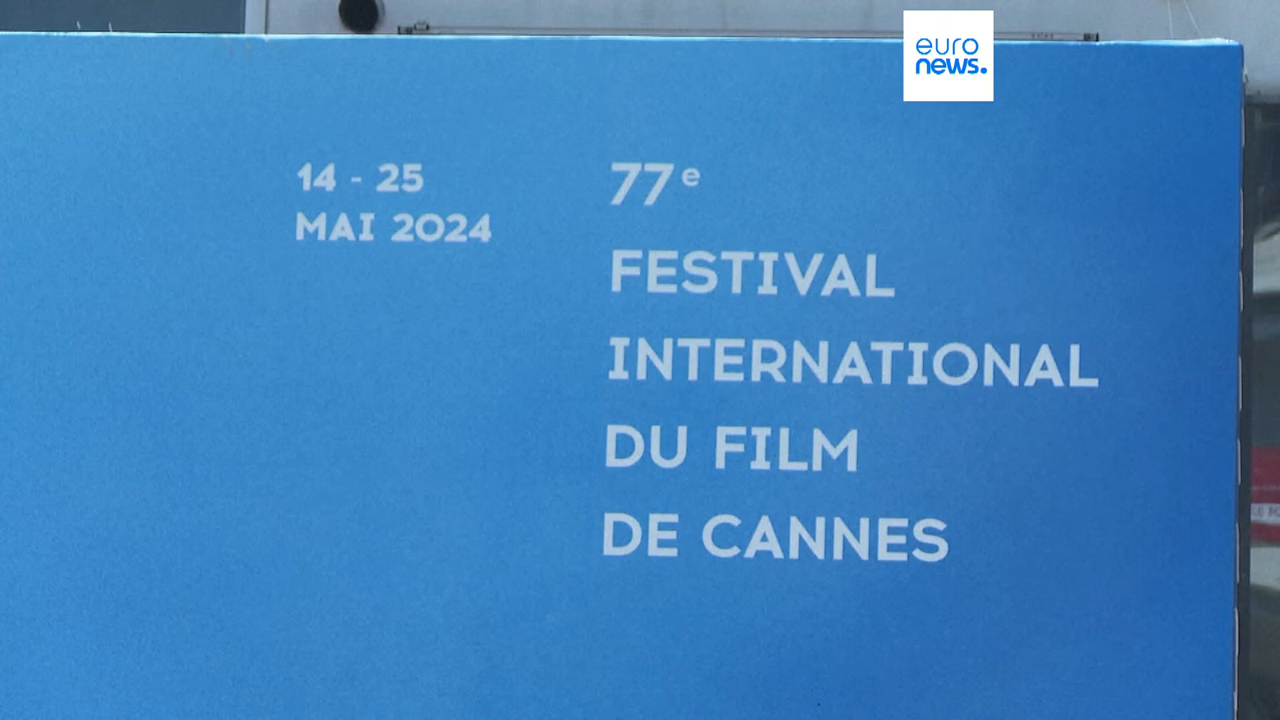 euro
news.
14 - 25
MAI 2024
77e
FESTIVAL
INTERNATIONAL
DU FILM
DE CANNES